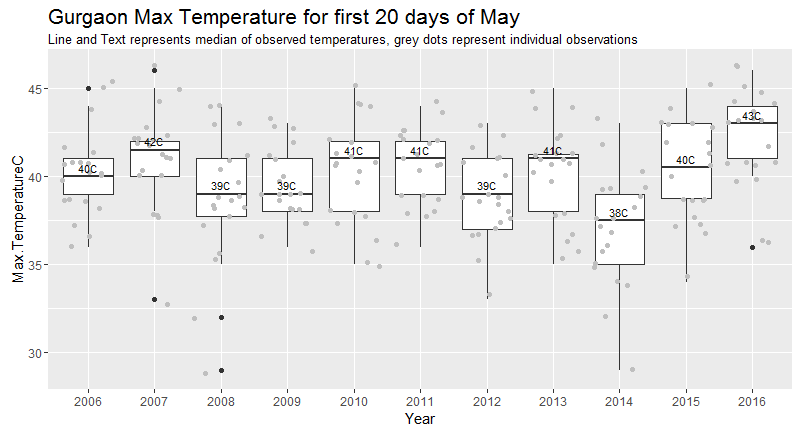 Gurgaon Max Temperature for first 20 days of May
Line and Text represents median of observed temperatures, grey dots represent individual observations
Max.TemperatureC
45
40
35
30
40C
42C
39C
39C
41C
41C
39C
41C
38C
40C
43C
2006 2007 2008 2009 2010 2011 2012 2013 2014 2015 2016
Year